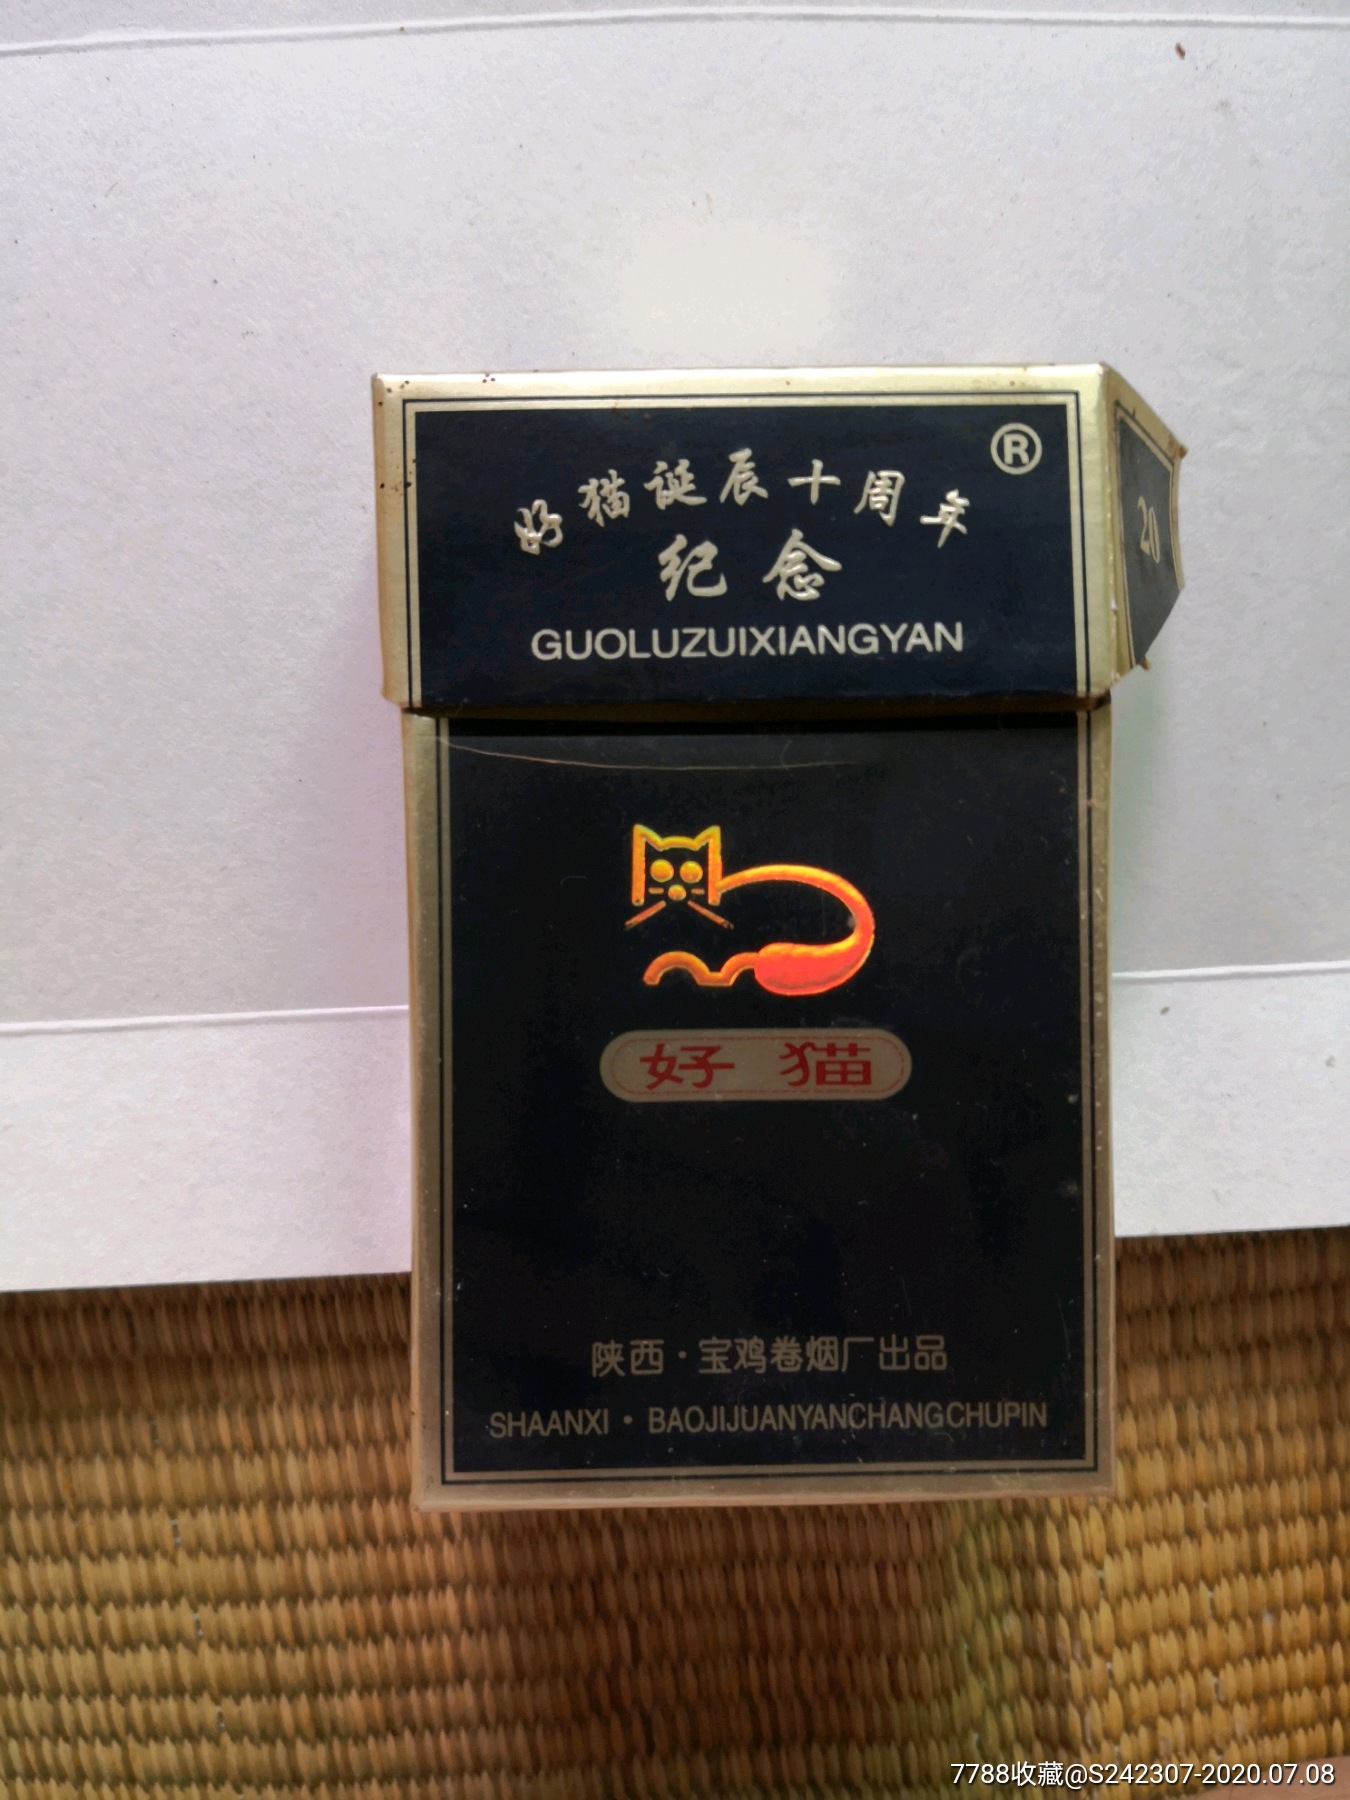 ®
好猫诞辰十周年
纪念
GUOLUZUIXIANGYAN
20
好猫
陕西·宝鸡卷烟厂出品
SHAANXI · BAOJIJUANYANCHANGCHUPIN
7788收藏@S242307-2020.07.08